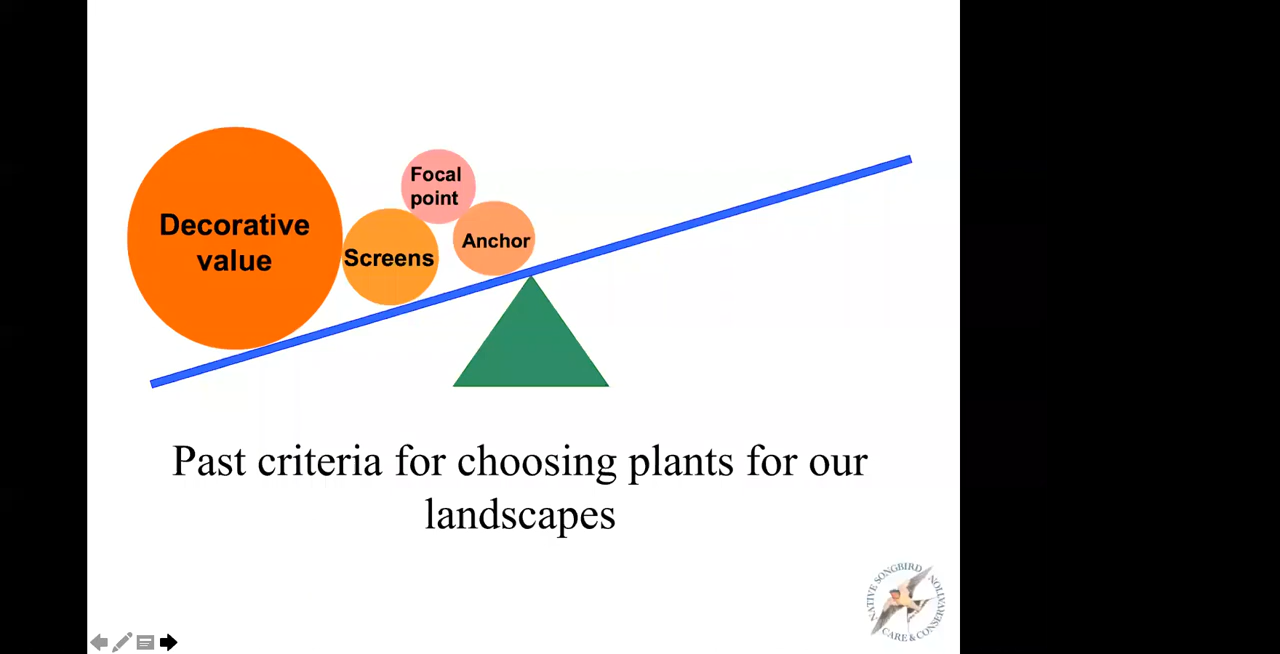 Decorative
value
Screens
Focal
point
Anchor
Past criteria for choosing plants for our
landscapes
NATIVE SONGBIRD
CARE & CONSERVATION